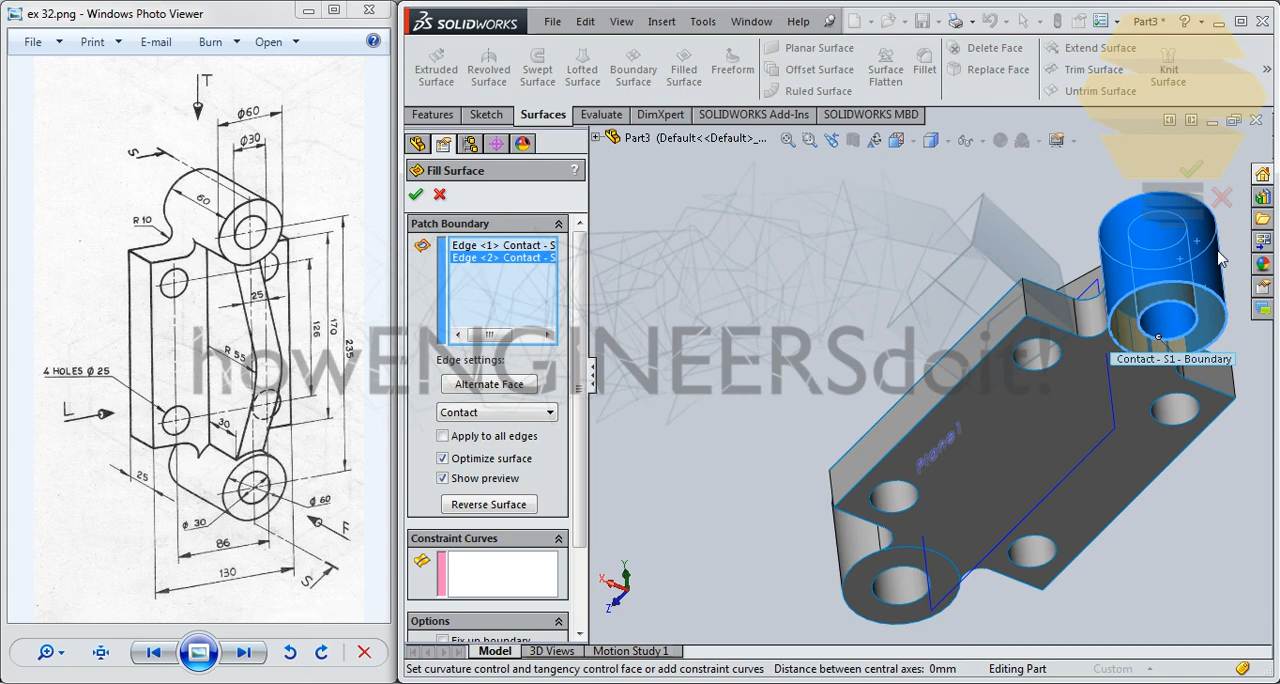 ex 32.png - Windows Photo Viewer
File Print E-mail Burn Open
T
ϕ60
ϕ30
S
60
R 10
25
126
170
235
R 55
4 HOLES Ø 25
L
30
25
ϕ 60
ϕ 30
F
86
130
S
SOLIDWORKS
File Edit View Insert Tools Window Help
Part3 *
Extruded Surface
Revolved Surface
Swept Surface
Lofted Surface
Boundary Surface
Filled Surface
Freeform
Planar Surface
Offset Surface
Ruled Surface
Surface Flatten
Fillet
Delete Face
Replace Face
Extend Surface
Trim Surface
Untrim Surface
Knit Surface
Features Sketch Surfaces Evaluate DimXpert SOLIDWORKS Add-Ins SOLIDWORKS MBD
Part3 (Default<<Default>_...
Fill Surface ?
Patch Boundary
Edge <1> Contact - S
Edge <2> Contact - S
Edge settings:
Alternate Face
Contact
Apply to all edges
Optimize surface
Show preview
Reverse Surface
Constraint Curves
Options
Fix up boundary
Plane1
Contact - S1 - Boundary
Y
X
Z
howENGINEERSdoit!
Model 3D Views Motion Study 1
Set curvature control and tangency control face or add constraint curves Distance between central axes: 0mm Editing Part Custom